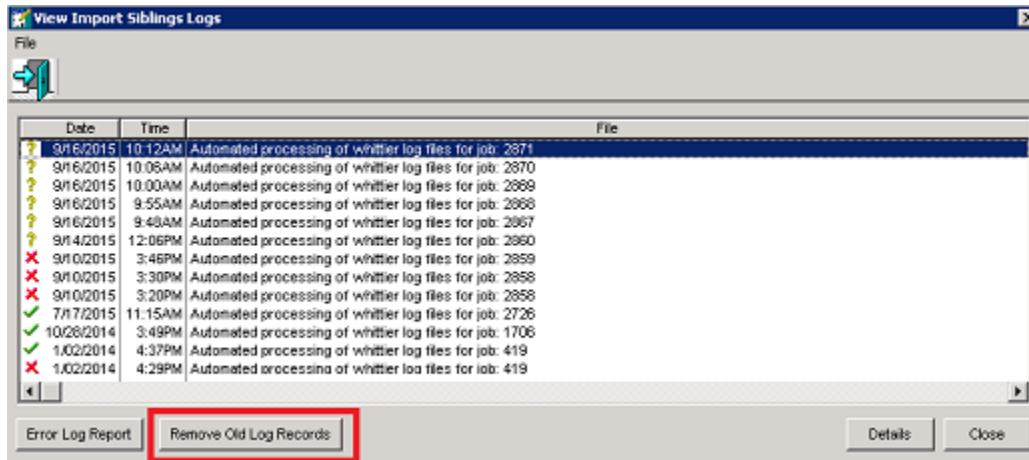 View Import Siblings Logs
File
Date Time File
9/16/2015 10:12AM Automated processing of whittier log files for job: 2871
9/16/2015 10:06AM Automated processing of whittier log files for job: 2870
9/16/2015 10:00AM Automated processing of whittier log files for job: 2869
9/16/2015 9:55AM Automated processing of whittier log files for job: 2868
9/16/2015 9:48AM Automated processing of whittier log files for job: 2867
9/14/2015 12:06PM Automated processing of whittier log files for job: 2860
9/10/2015 3:46PM Automated processing of whittier log files for job: 2859
9/10/2015 3:30PM Automated processing of whittier log files for job: 2858
9/10/2015 3:20PM Automated processing of whittier log files for job: 2858
7/17/2015 11:15AM Automated processing of whittier log files for job: 2726
10/28/2014 3:49PM Automated processing of whittier log files for job: 1706
1/02/2014 4:37PM Automated processing of whittier log files for job: 419
1/02/2014 4:29PM Automated processing of whittier log files for job: 419
Error Log Report Remove Old Log Records Details Close